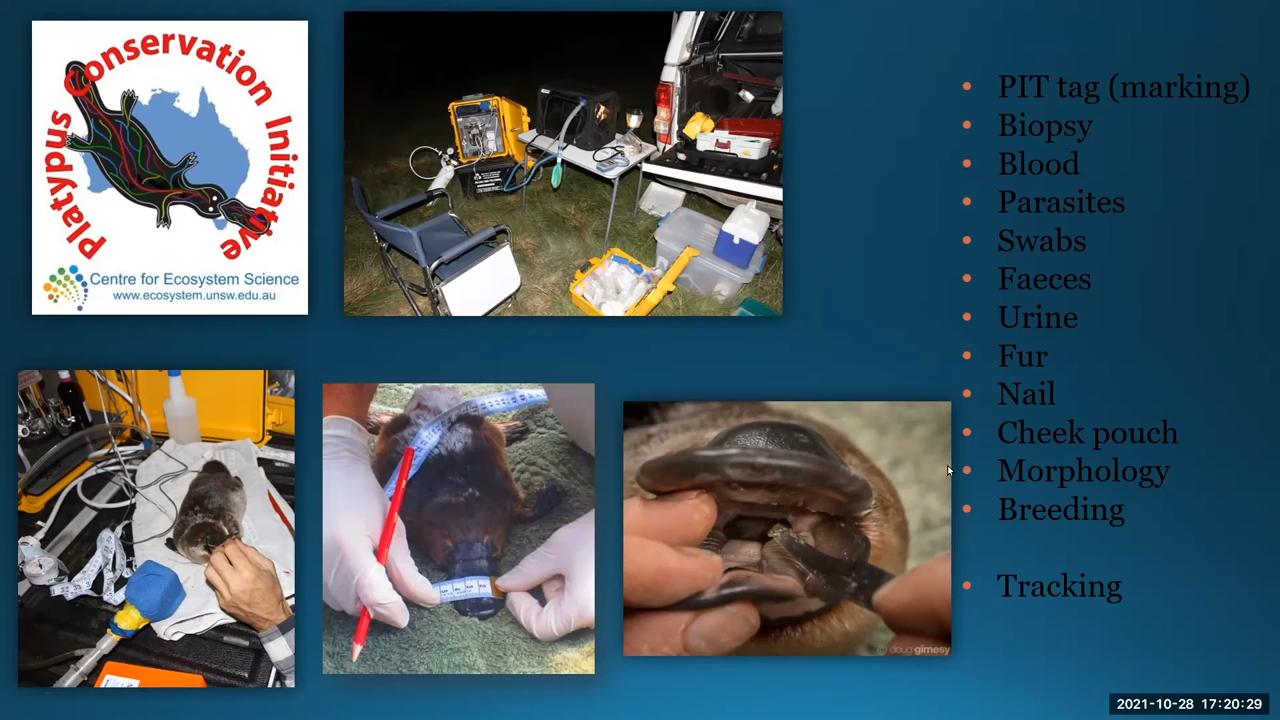 Platypus Conservation Initiative
Centre for Ecosystem Science
www.ecosystem.unsw.edu.au
• PIT tag (marking)
• Biopsy
• Blood
• Parasites
• Swabs
• Faeces
• Urine
• Fur
• Nail
• Cheek pouch
• Morphology
• Breeding
• Tracking
doug gimesy
2021-10-28 17:20:29